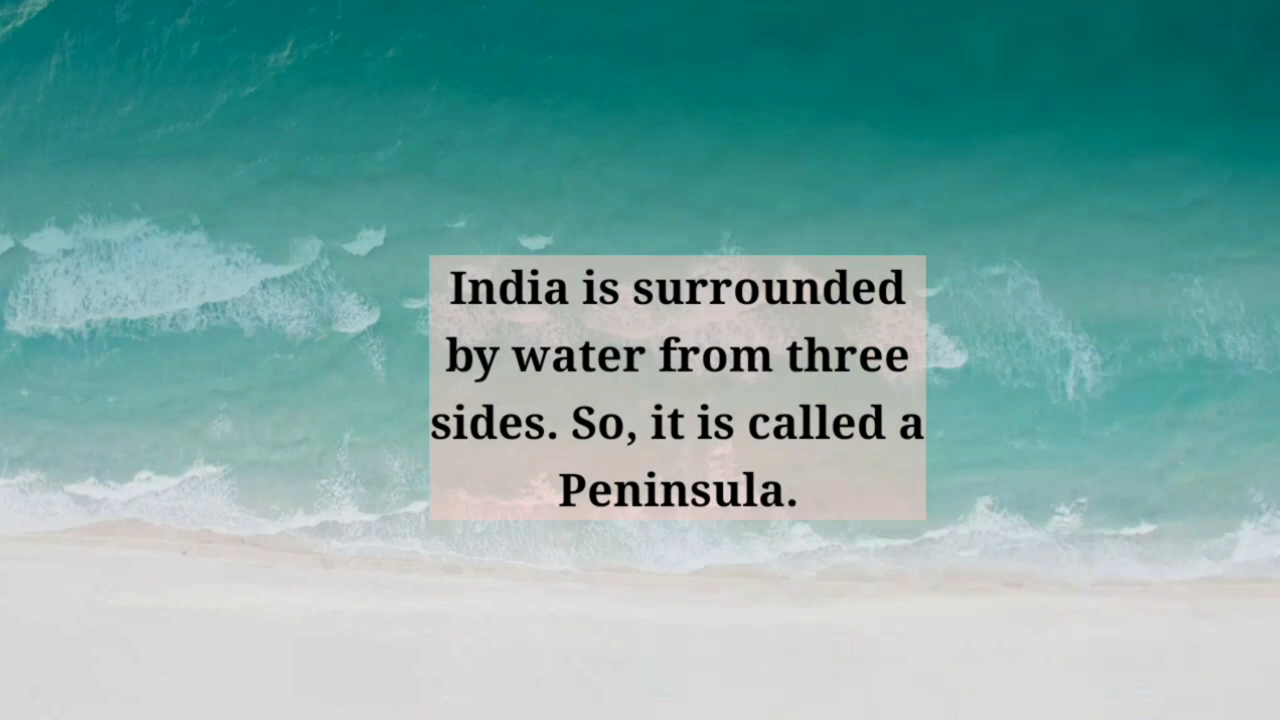 India is surrounded
by water from three
sides. So, it is called a
Peninsula.